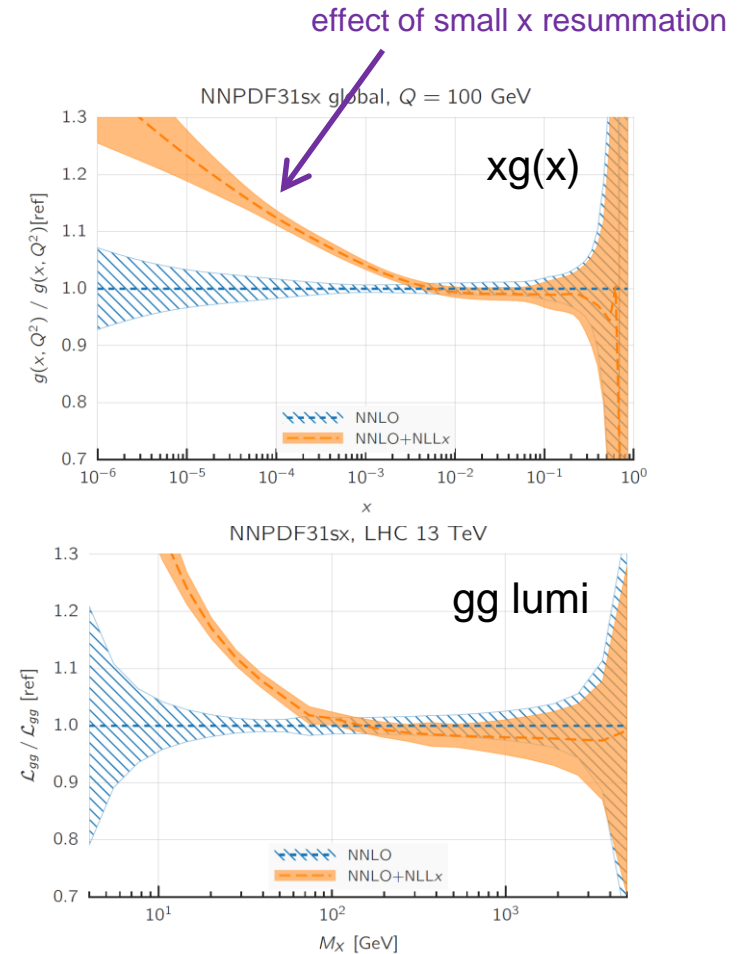 effect of small x resummation
NNPDF31sx global, Q = 100 GeV
xg(x)
g(x, Q²) / g(x, Q²)[ref]
1.3
1.2
1.1
1.0
0.9
0.8
0.7
NNLO
NNLO+NLLx
10⁻⁶ 10⁻⁵ 10⁻⁴ 10⁻³ 10⁻² 10⁻¹ 10⁰
x
NNPDF31sx, LHC 13 TeV
gg lumi
ℒgg / ℒgg [ref]
1.3
1.2
1.1
1.0
0.9
0.8
0.7
NNLO
NNLO+NLLx
10¹ 10² 10³
Mx [GeV]